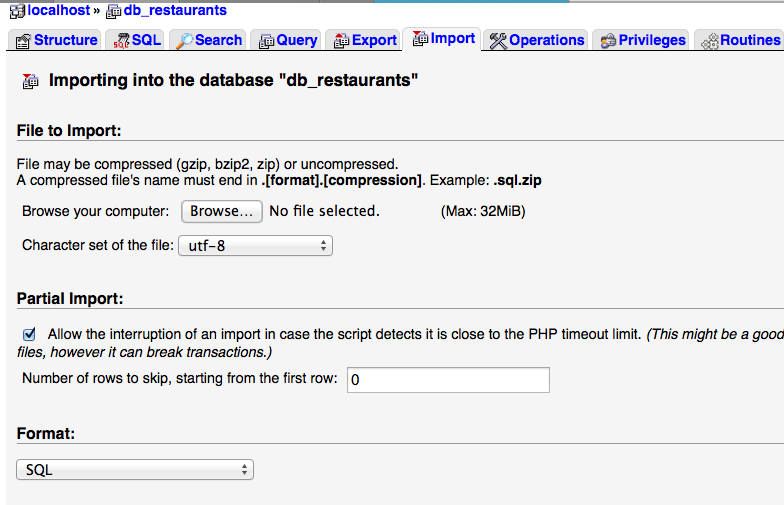 localhost » db_restaurants
Structure SQL Search Query Export Import Operations Privileges Routines
Importing into the database "db_restaurants"
File to Import:
File may be compressed (gzip, bzip2, zip) or uncompressed.
A compressed file's name must end in .[format].[compression]. Example: .sql.zip
Browse your computer: Browse... No file selected. (Max: 32MiB)
Character set of the file: utf-8
Partial Import:
Allow the interruption of an import in case the script detects it is close to the PHP timeout limit. (This might be a good
files, however it can break transactions.)
Number of rows to skip, starting from the first row: 0
Format:
SQL